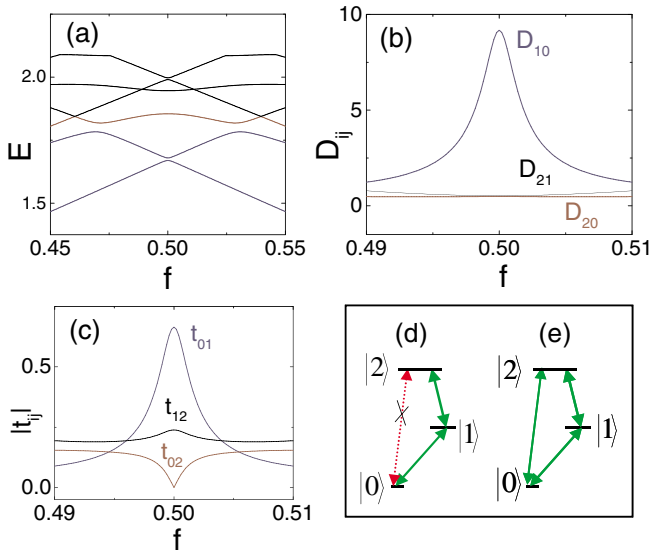 (a)
2.0
1.5
E
0.45
0.50
0.55
f
(b)
10
5
0
D_ij
D_10
D_21
D_20
0.49
0.50
0.51
f
(c)
0.5
0.0
|t_ij|
t_01
t_12
t_02
0.49
0.50
0.51
f
(d)
(e)
|2⟩
|1⟩
|0⟩
|2⟩
|1⟩
|0⟩